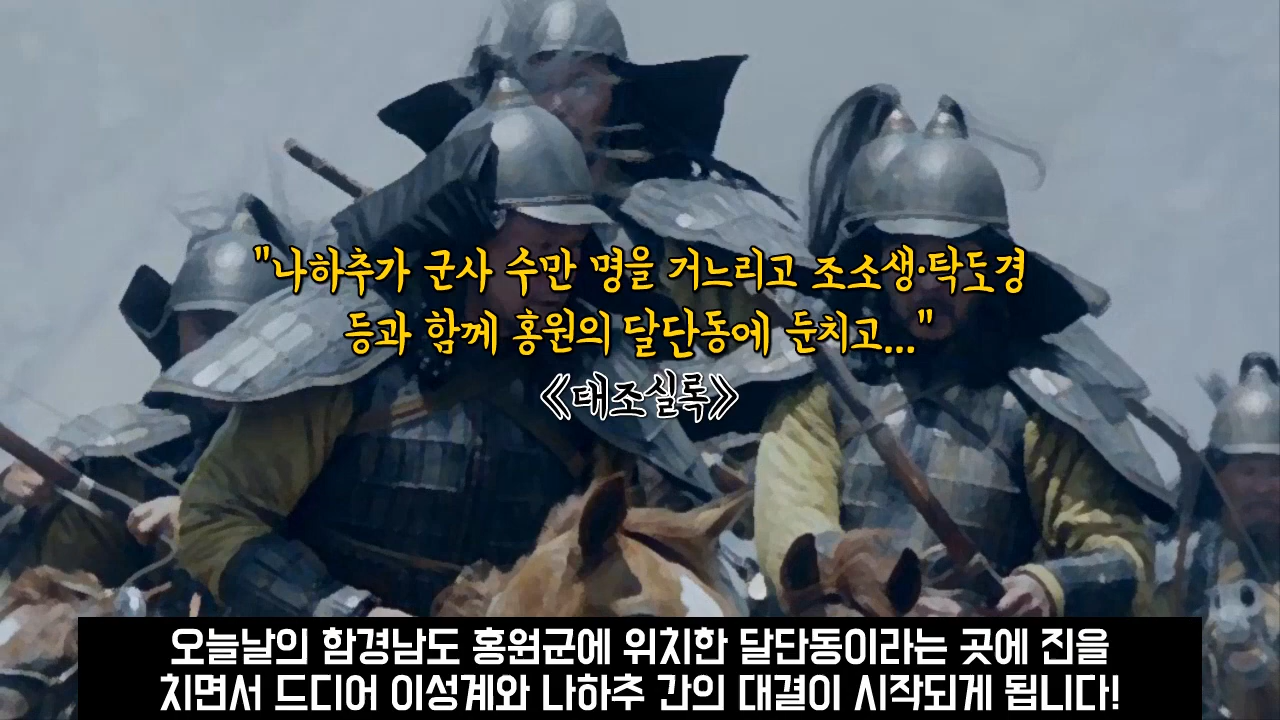 "나하추가 군사 수만 명을 거느리고 조소생·탁도경
등과 함께 홍원의 달단동에 둔치고..."
《태조실록》
오늘날의 함경남도 홍원군에 위치한 달단동이라는 곳에 진을
치면서 드디어 이성계와 나하추 간의 대결이 시작되게 됩니다!